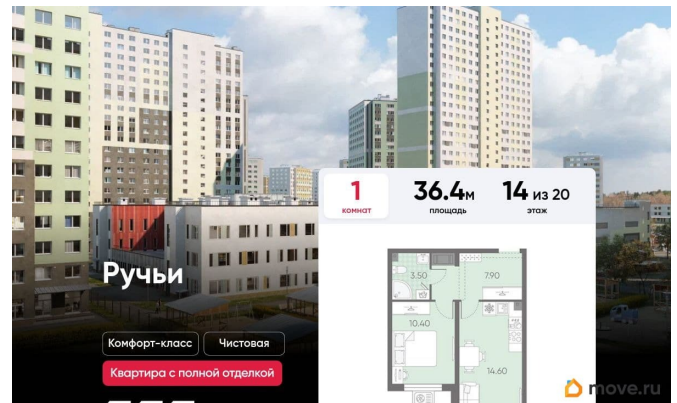 1
комнат
36.4м
площадь
14 из 20
этаж
Ручьи
3.50
7.90
10.40
14.60
Комфорт-класс
Чистовая
Квартира с полной отделкой
move.ru